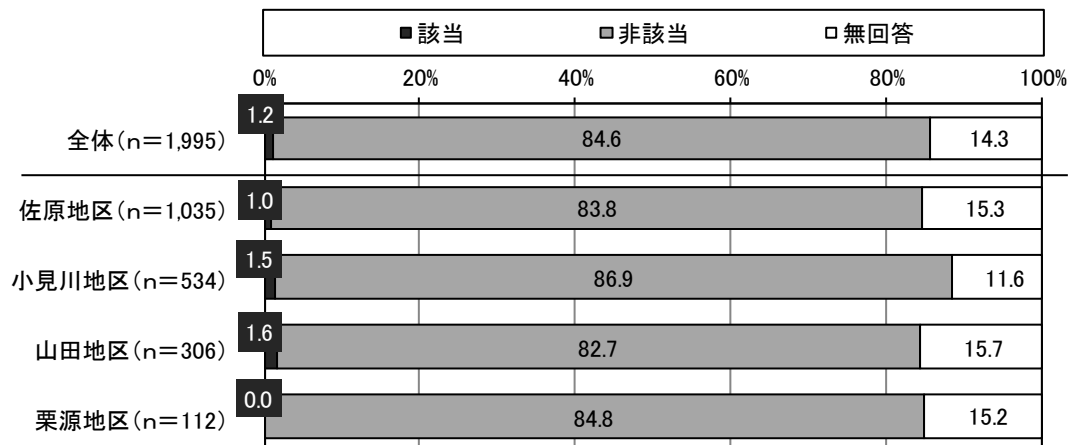 ■該当 ■非該当 □無回答
0% 20% 40% 60% 80% 100%
全体(n=1,995) 1.2 84.6 14.3
佐原地区(n=1,035) 1.0 83.8 15.3
小見川地区(n=534) 1.5 86.9 11.6
山田地区(n=306) 1.6 82.7 15.7
栗源地区(n=112) 0.0 84.8 15.2